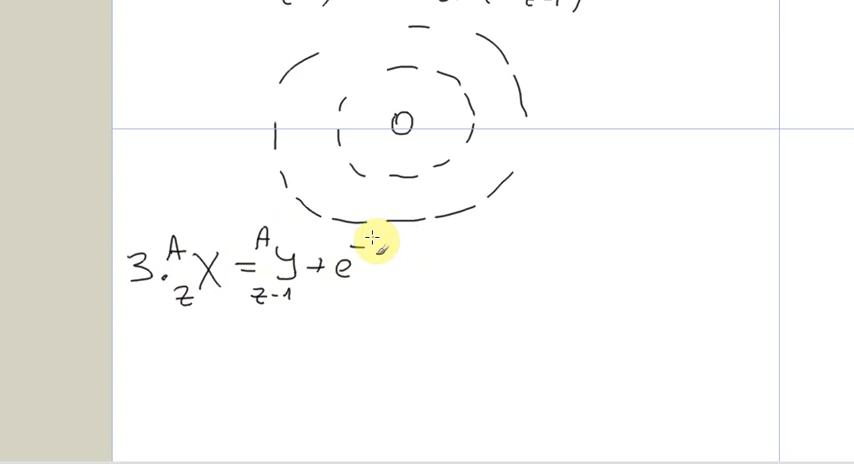 3. ᴬ_Z X = ᴬ_{Z-1} Y + e⁻